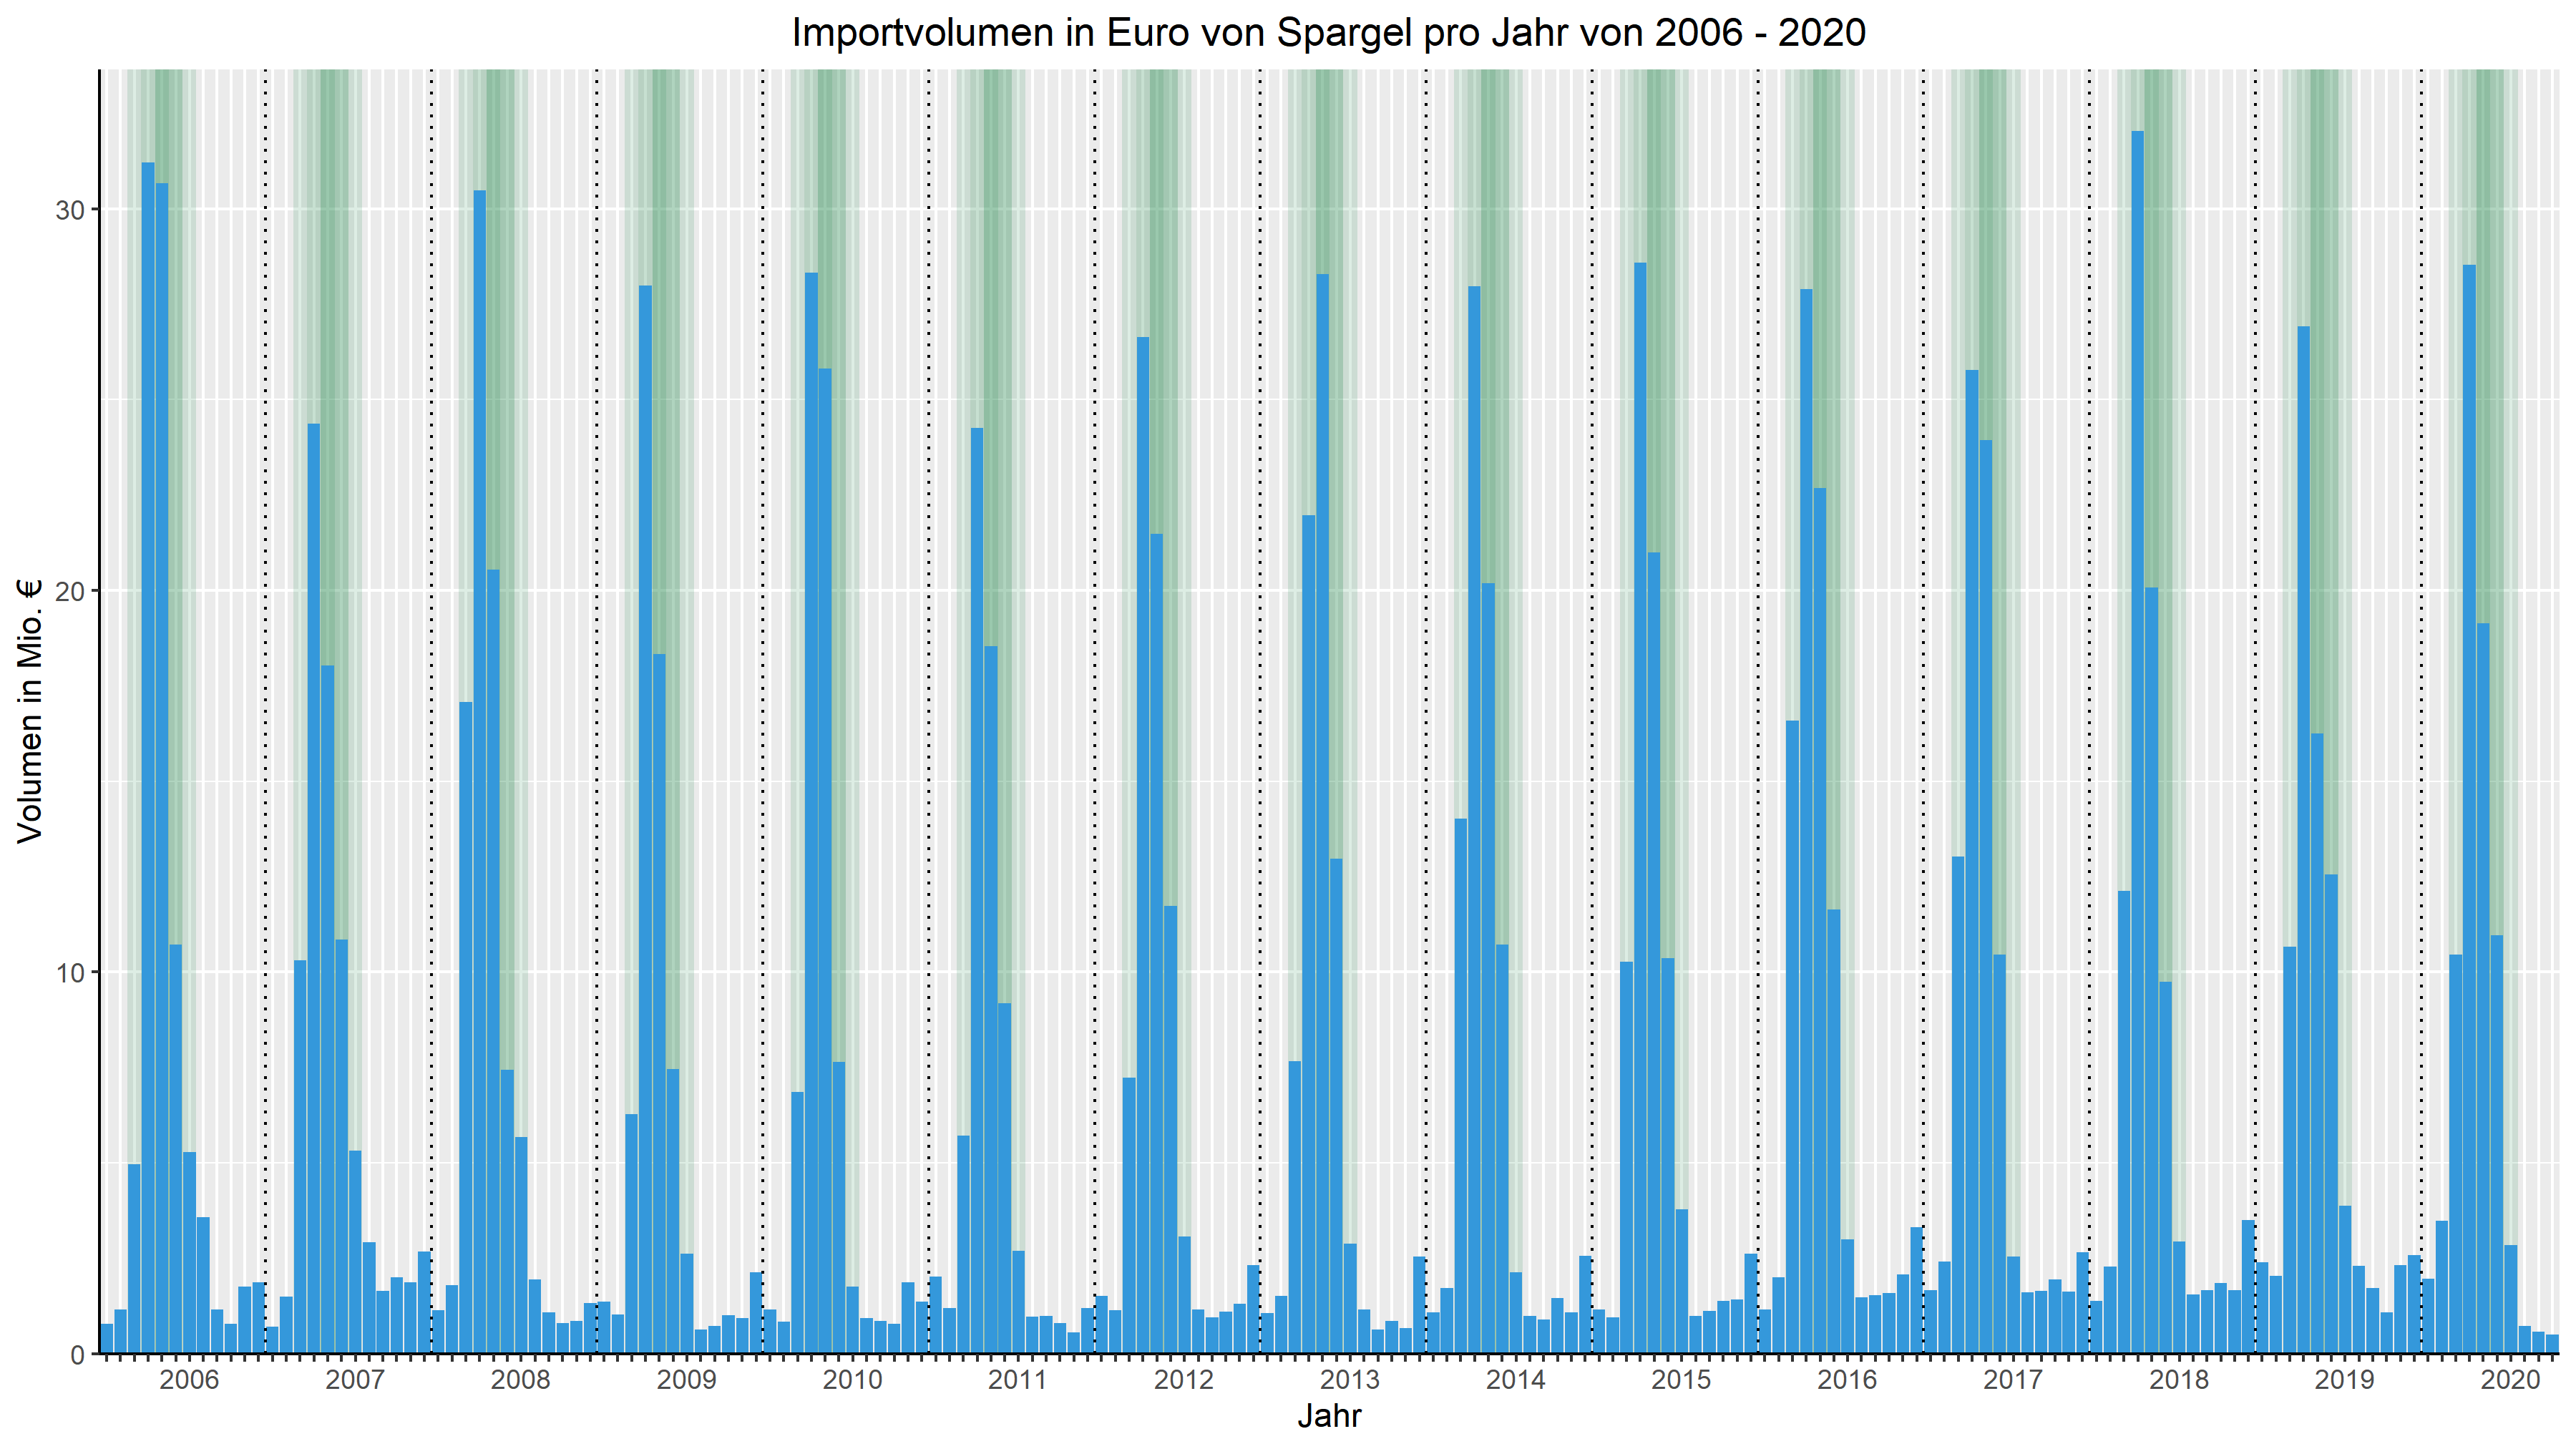 Importvolumen in Euro von Spargel pro Jahr von 2006 - 2020
Volumen in Mio. €
30
20
10
0
2006 2007 2008 2009 2010 2011 2012 2013 2014 2015 2016 2017 2018 2019 2020
Jahr